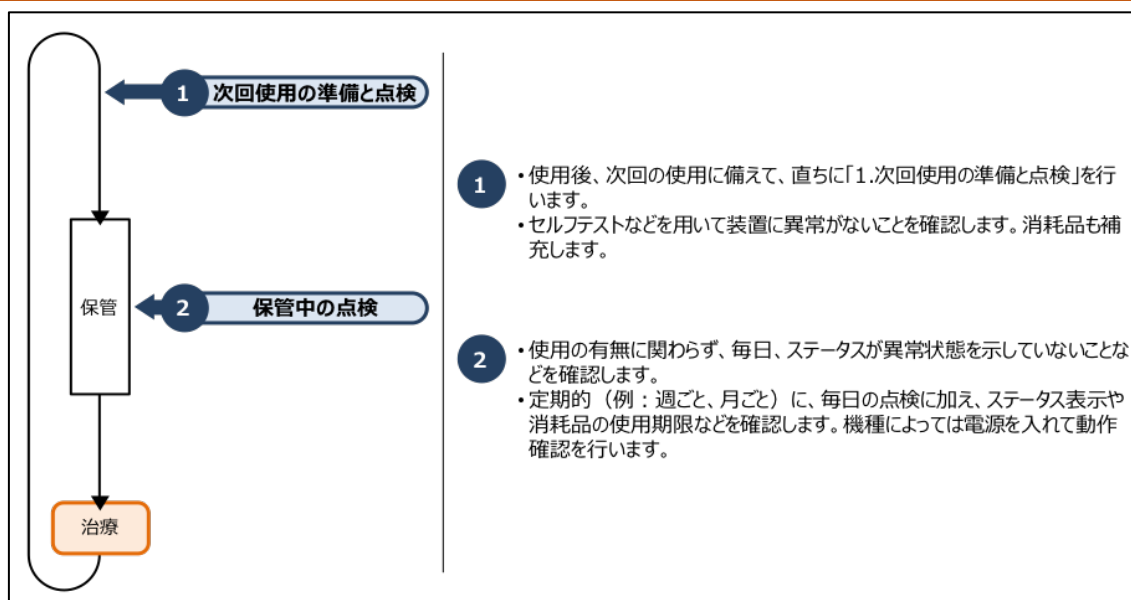 1 次回使用の準備と点検
保管
2 保管中の点検
治療
1
•使用後、次回の使用に備えて、直ちに「1.次回使用の準備と点検」を行
います。
•セルフテストなどを用いて装置に異常がないことを確認します。消耗品も補
充します。
2
•使用の有無に関わらず、毎日、ステータスが異常状態を示していないことな
どを確認します。
•定期的（例：週ごと、月ごと）に、毎日の点検に加え、ステータス表示や
消耗品の使用期限などを確認します。機種によっては電源を入れて動作
確認を行います。